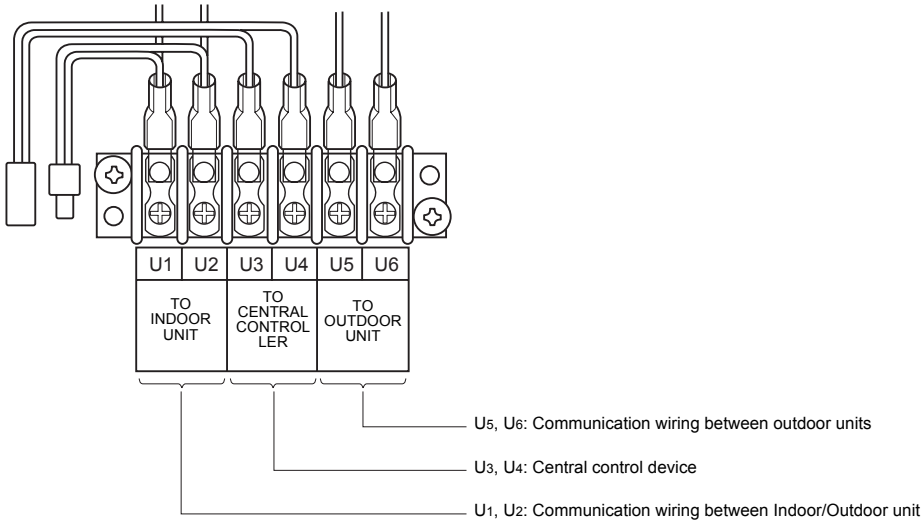 U1 U2 U3 U4 U5 U6
TO
INDOOR
UNIT
TO
CENTRAL
CONTROL
LER
TO
OUTDOOR
UNIT
U5, U6: Communication wiring between outdoor units
U3, U4: Central control device
U1, U2: Communication wiring between Indoor/Outdoor unit